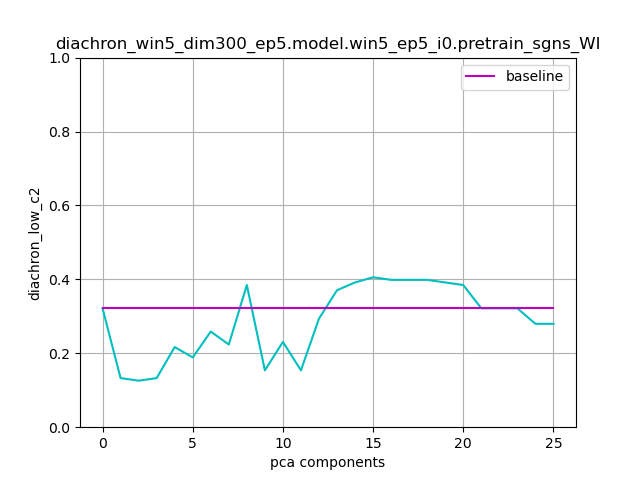 diachron_win5_dim300_ep5.model.win5_ep5_i0.pretrain_sgns_WI
baseline
1.0
0.8
0.6
0.4
0.2
0.0
diachron_low_c2
0 5 10 15 20 25
pca components